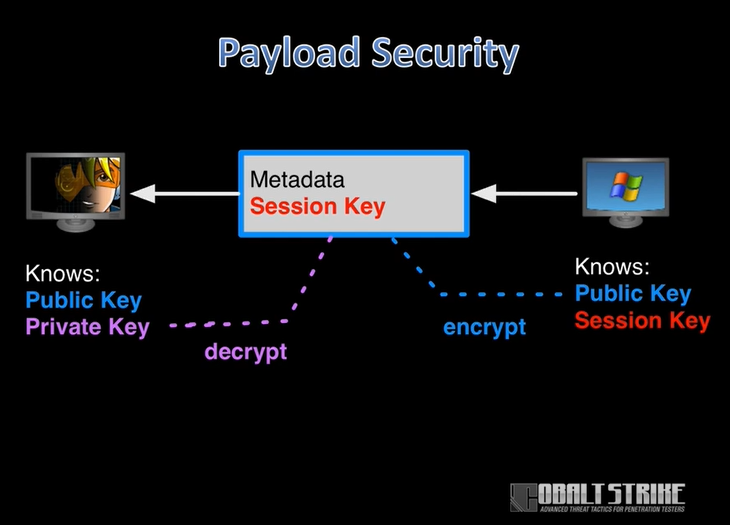 Payload Security
Metadata
Session Key
Knows:
Public Key
Private Key
decrypt
encrypt
Knows:
Public Key
Session Key
COBALT STRIKE
ADVANCED THREAT TACTICS FOR PENETRATION TESTERS